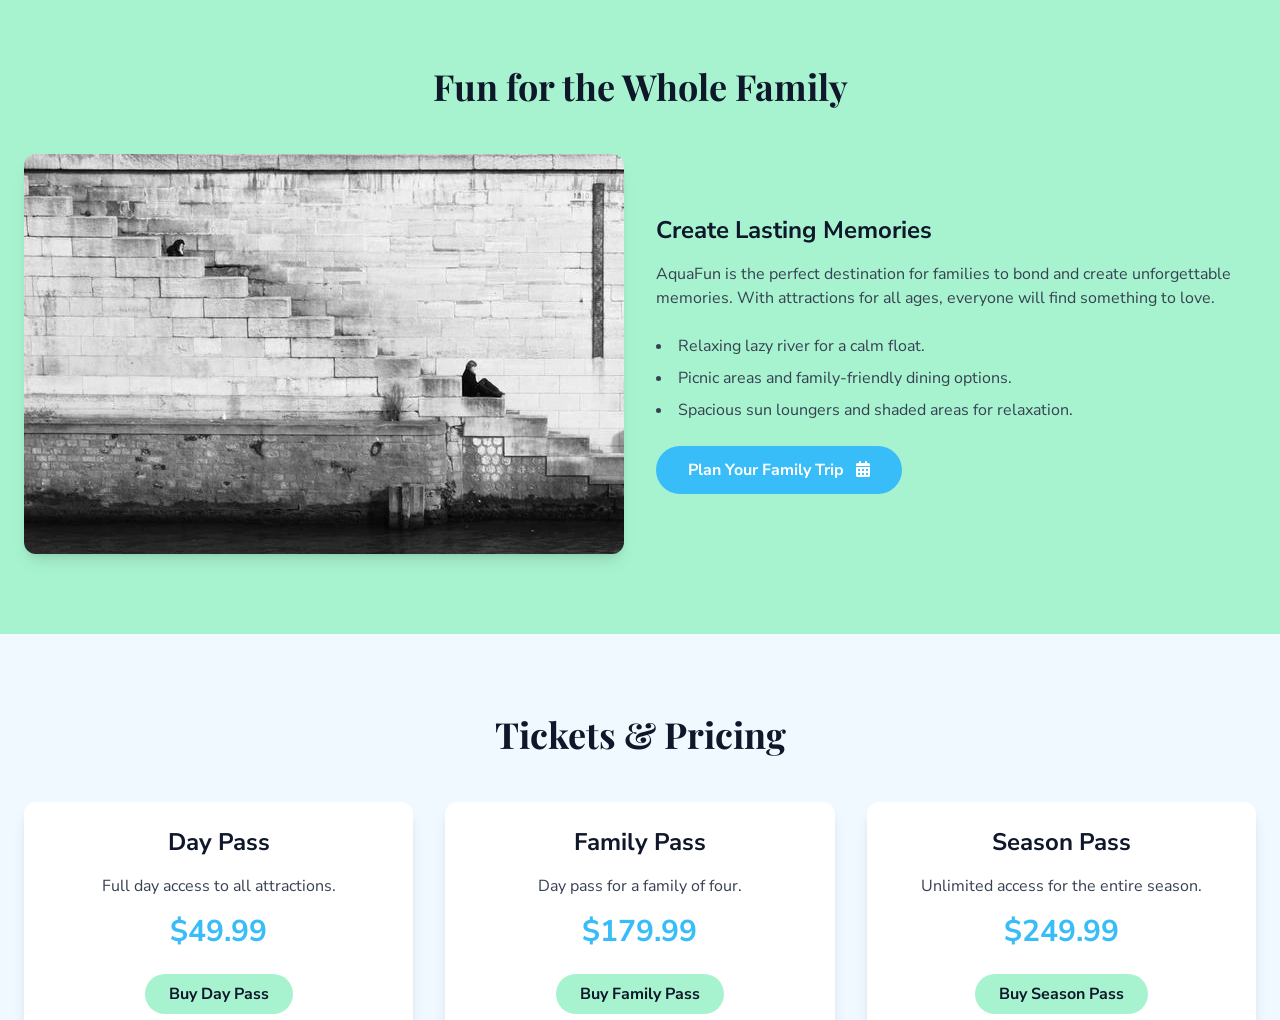 Fun for the Whole Family
Create Lasting Memories
AquaFun is the perfect destination for families to bond and create unforgettable
memories. With attractions for all ages, everyone will find something to love.
Relaxing lazy river for a calm float.
Picnic areas and family-friendly dining options.
Spacious sun loungers and shaded areas for relaxation.
Plan Your Family Trip
Tickets & Pricing
Day Pass
Full day access to all attractions.
$49.99
Buy Day Pass
Family Pass
Day pass for a family of four.
$179.99
Buy Family Pass
Season Pass
Unlimited access for the entire season.
$249.99
Buy Season Pass